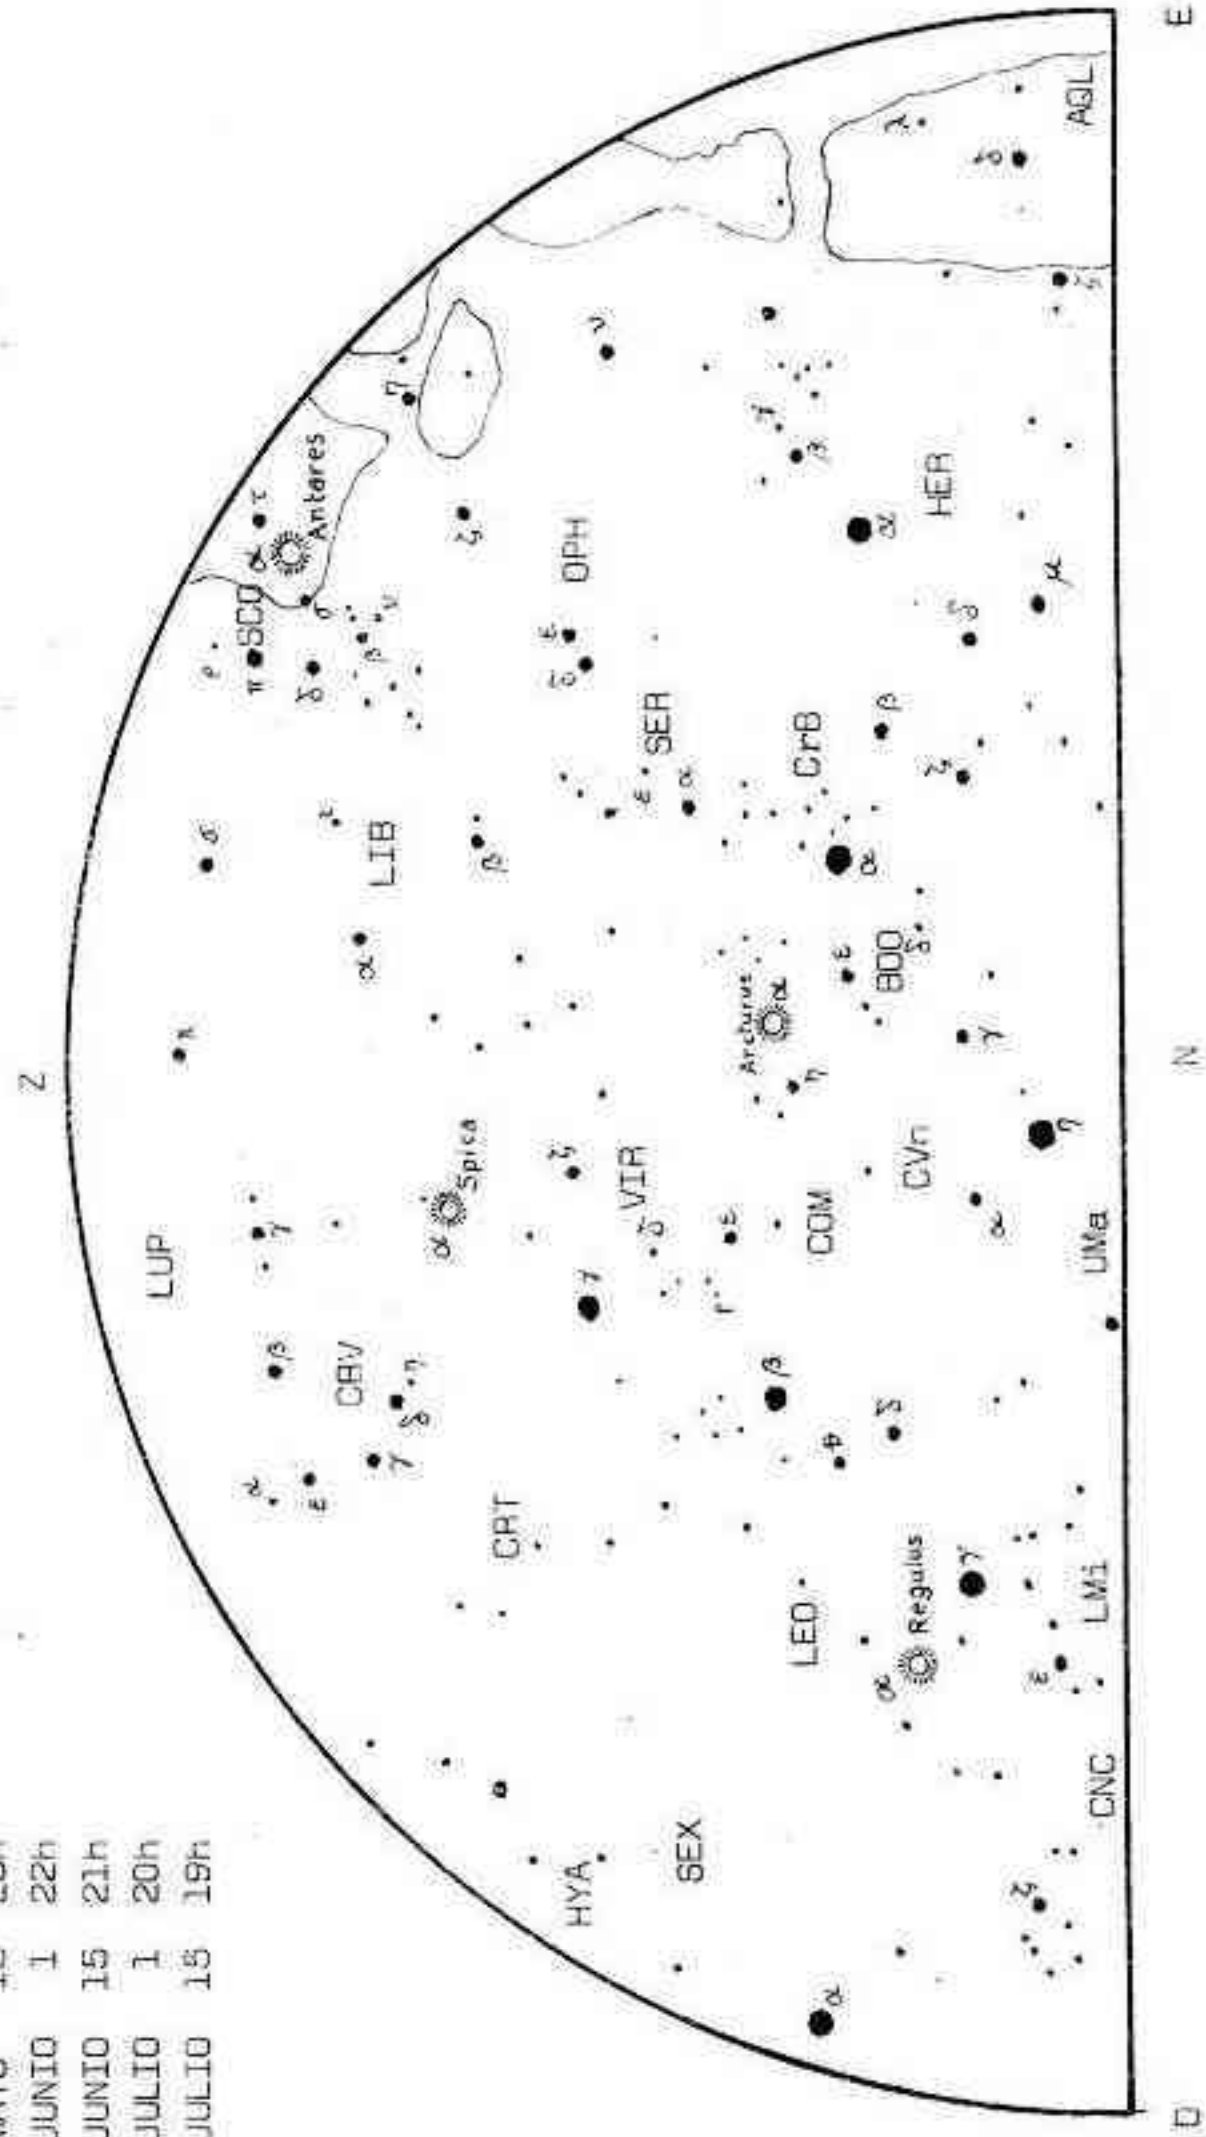 JUNIO 1 22h
JUNIO 15 21h
JULIO 1 20h
JULIO 15 19h
Z
LUP
γ
β
CRV
α
ε
γ
δ
η
α
Spica
π
α
LIB
σ
β
ρ
π
SCO
α
Antares
τ
σ
δ
β
ν
η
ζ
OPH
ε
δ
ν
SER
ε
α
ζ
VIR
δ
ε
γ
CRT
HYA
SEX
α
Arcturus
α
η
ε
BOO
δ
γ
CrB
α
β
ζ
HER
α
β
γ
δ
μ
λ
δ
ζ
AQL
COM
CVn
α
η
UMa
β
θ
δ
LEO
α
Regulus
γ
ε
LMi
CNC
ζ
O
N
E